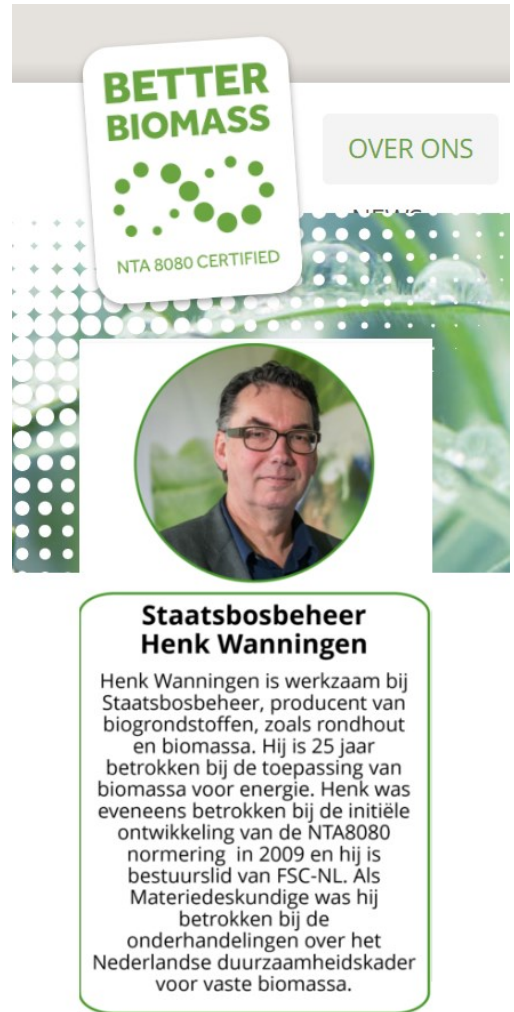 BETTER
BIOMASS
NTA 8080 CERTIFIED
OVER ONS
NEWS
Staatsbosbeheer
Henk Wanningen
Henk Wanningen is werkzaam bij
Staatsbosbeheer, producent van
biogrondstoffen, zoals rondhout
en biomassa. Hij is 25 jaar
betrokken bij de toepassing van
biomassa voor energie. Henk was
eveneens betrokken bij de initiële
ontwikkeling van de NTA8080
normering  in 2009 en hij is
bestuurslid van FSC-NL. Als
Materiedeskundige was hij
betrokken bij de
onderhandelingen over het
Nederlandse duurzaamheidskader
voor vaste biomassa.